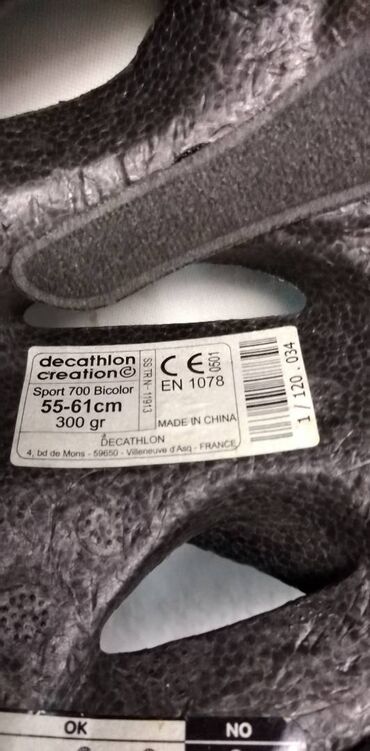 decathlon
creation©
Sport 700 Bicolor
55-61cm
300 gr
SS TR-N- 11913
CE 0501
EN 1078
MADE IN CHINA
DECATHLON
4, bd de Mons - 59650 - Villeneuve d'Asq - FRANCE
1 / 120 .034
OK NO